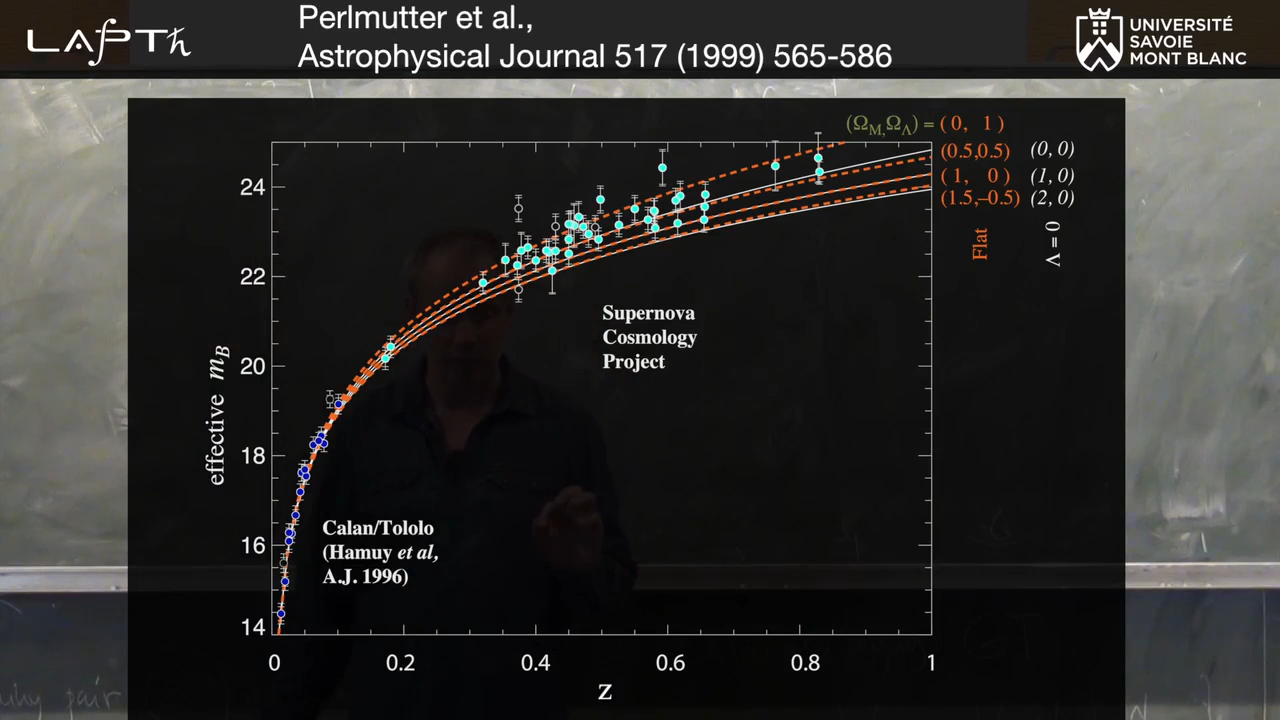 LAPTh
Perlmutter et al.,
Astrophysical Journal 517 (1999) 565-586
UNIVERSITÉ
SAVOIE
MONT BLANC
(ΩM,ΩΛ) = ( 0, 1 )
(0.5,0.5) (0, 0)
( 1, 0 ) (1, 0)
(1.5,–0.5) (2, 0)
Flat
Λ = 0
24
22
20
18
16
14
effective mB
Supernova
Cosmology
Project
Calan/Tololo
(Hamuy et al,
A.J. 1996)
0 0.2 0.4 0.6 0.8 1
z
pair